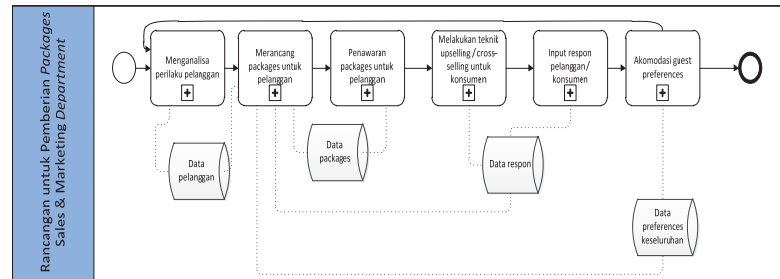 Rancangan untuk Pemberian Packages
Sales & Marketing Department
Menganalisa
perilaku pelanggan
Merancang
packages untuk
pelanggan
Penawaran
packages untuk
pelanggan
Melakukan teknik
upselling /cross-
selling untuk
konsumen
Input respon
pelanggan/
konsumen
Akomodasi guest
preferences
Data
pelanggan
Data
packages
Data respon
Data
preferences
keseluruhan